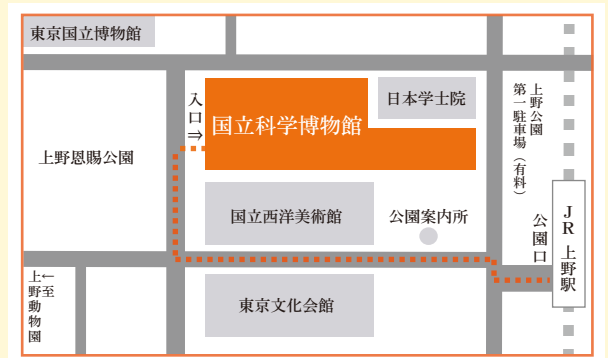 東京国立博物館
入口⇒
国立科学博物館
日本学士院
上野公園
第一駐車場（有料）
上野恩賜公園
国立西洋美術館
公園案内所
公園口
JR上野駅
←至
上野動物園
東京文化会館